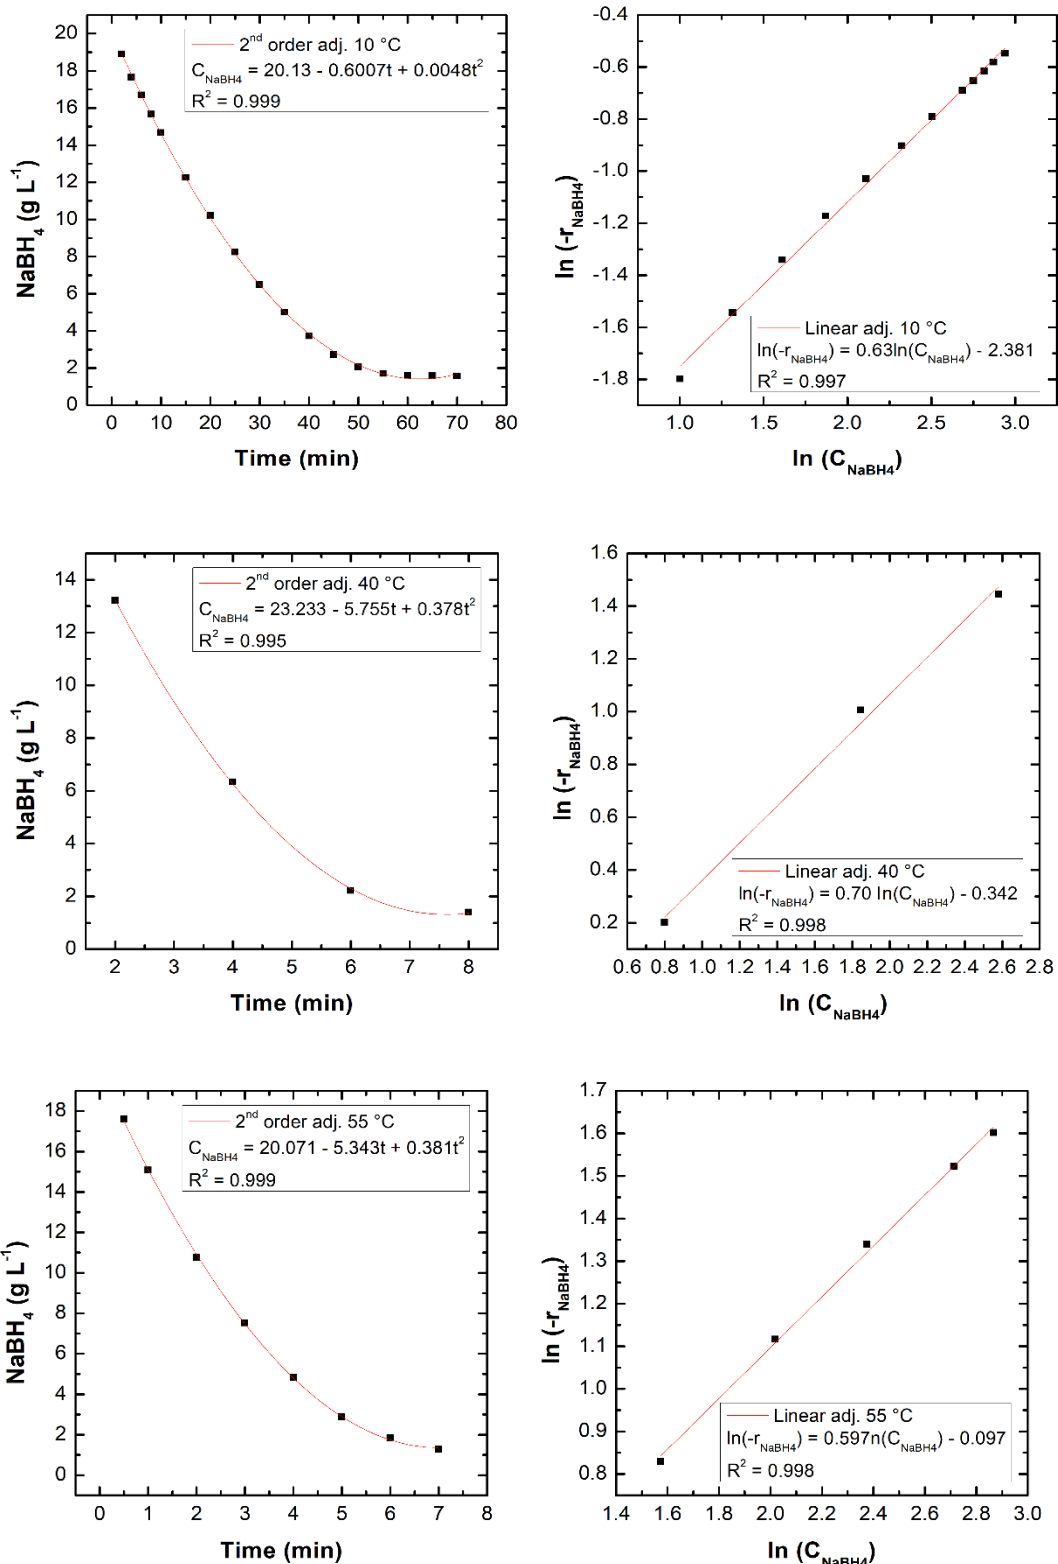 2nd order adj. 10 °C
CNaBH4 = 20.13 - 0.6007t + 0.0048t2
R2 = 0.999
20
18
16
14
12
10
8
6
4
2
0
NaBH4 (g L-1)
0 10 20 30 40 50 60 70 80
Time (min)
-0.4
-0.6
-0.8
-1.0
-1.2
-1.4
-1.6
-1.8
ln (-rNaBH4)
Linear adj. 10 °C
ln(-rNaBH4) = 0.63ln(CNaBH4) - 2.381
R2 = 0.997
1.0 1.5 2.0 2.5 3.0
ln (CNaBH4)
2nd order adj. 40 °C
CNaBH4 = 23.233 - 5.755t + 0.378t2
R2 = 0.995
14
12
10
8
6
4
2
0
NaBH4 (g L-1)
2 3 4 5 6 7 8
Time (min)
1.6
1.4
1.2
1.0
0.8
0.6
0.4
0.2
ln (-rNaBH4)
Linear adj. 40 °C
ln(-rNaBH4) = 0.70 ln(CNaBH4) - 0.342
R2 = 0.998
0.6 0.8 1.0 1.2 1.4 1.6 1.8 2.0 2.2 2.4 2.6 2.8
ln (CNaBH4)
2nd order adj. 55 °C
CNaBH4 = 20.071 - 5.343t + 0.381t2
R2 = 0.999
18
16
14
12
10
8
6
4
2
0
NaBH4 (g L-1)
0 1 2 3 4 5 6 7 8
Time (min)
1.7
1.6
1.5
1.4
1.3
1.2
1.1
1.0
0.9
0.8
ln (-rNaBH4)
Linear adj. 55 °C
ln(-rNaBH4) = 0.597n(CNaBH4) - 0.097
R2 = 0.998
1.4 1.6 1.8 2.0 2.2 2.4 2.6 2.8 3.0
ln (CNaBH4)